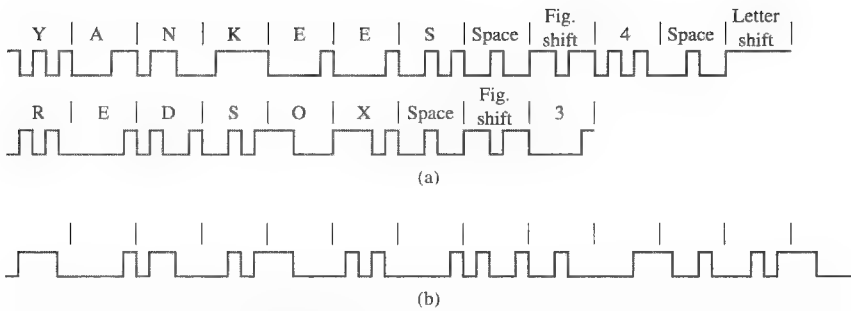 Y | A | N | K | E | E | S | Space | Fig. shift | 4 | Space | Letter shift |
R | E | D | S | O | X | Space | Fig. shift | 3 |
(a)
(b)